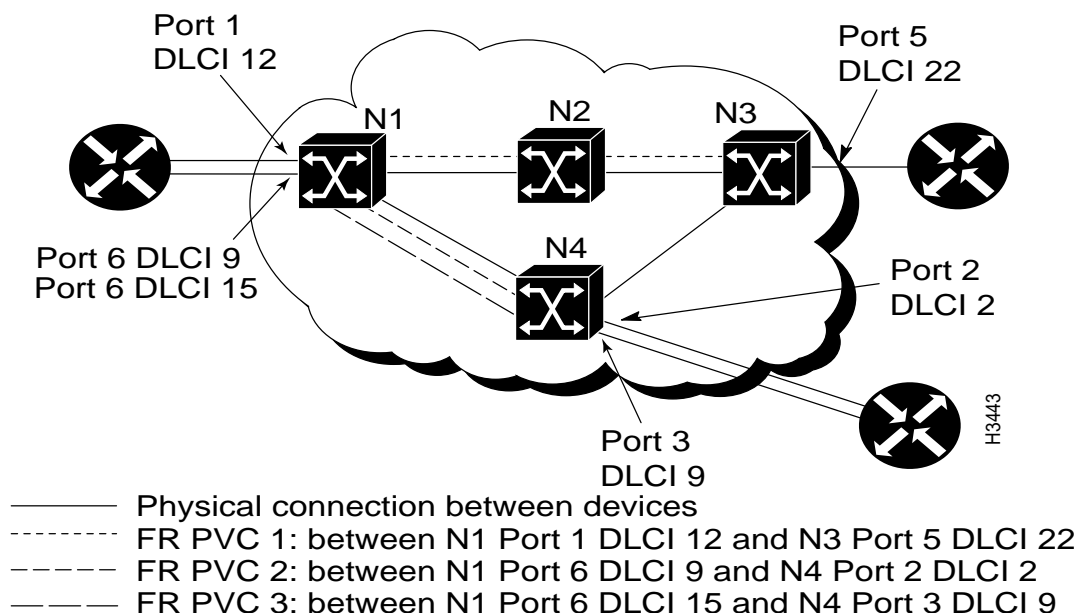 Port 1
DLCI 12
Port 5
DLCI 22
N1
N2
N3
Port 6 DLCI 9
Port 6 DLCI 15
N4
Port 2
DLCI 2
Port 3
DLCI 9
H3443
Physical connection between devices
FR PVC 1: between N1 Port 1 DLCI 12 and N3 Port 5 DLCI 22
FR PVC 2: between N1 Port 6 DLCI 9 and N4 Port 2 DLCI 2
FR PVC 3: between N1 Port 6 DLCI 15 and N4 Port 3 DLCI 9